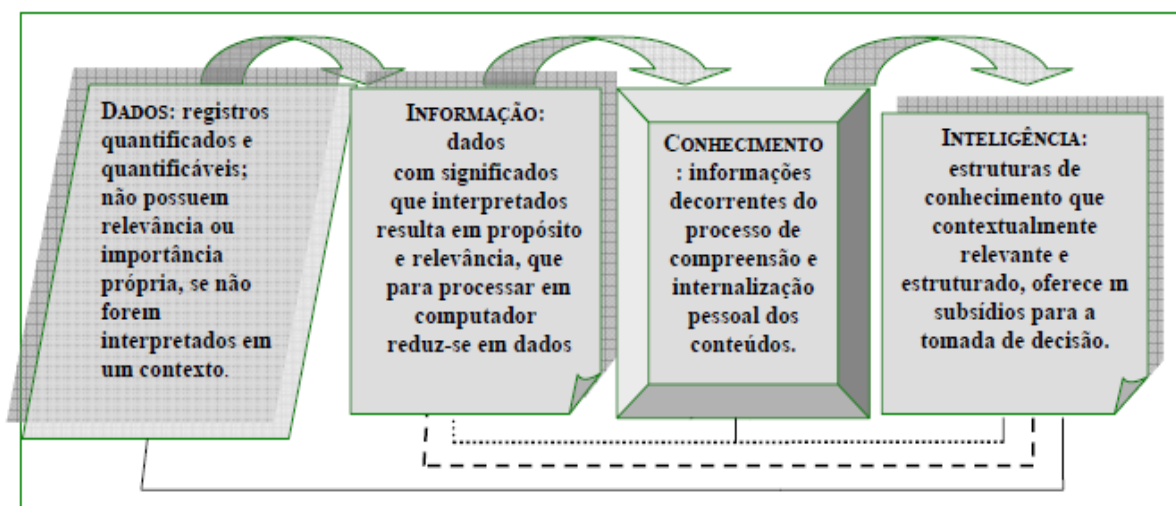 DADOS: registros
quantificados e
quantificáveis;
não possuem
relevância ou
importância
própria, se não
forem
interpretados em
um contexto.
INFORMAÇÃO:
dados
com significados
que interpretados
resulta em propósito
e relevância, que
para processar em
computador
reduz-se em dados
CONHECIMENTO
: informações
decorrentes do
processo de
compreensão e
internalização
pessoal dos
conteúdos.
INTELIGÊNCIA:
estruturas de
conhecimento que
contextualmente
relevante e
estruturado, oferece m
subsídios para a
tomada de decisão.